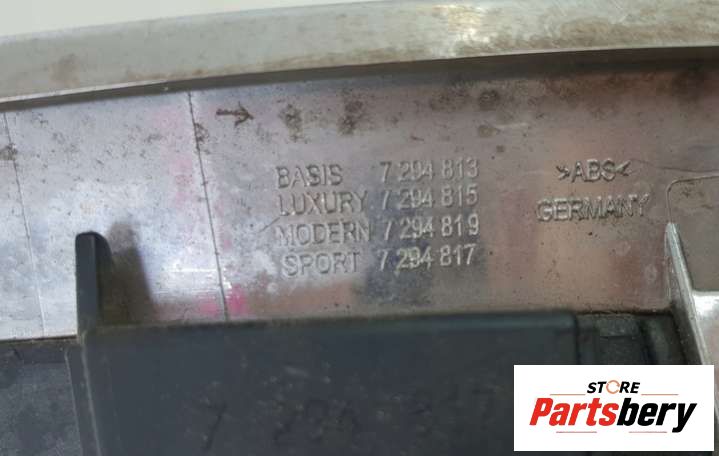 BASIS 7 294 813
LUXURY 7 294 815
MODERN 7 294 819
SPORT 7 294 817
>ABS<
GERMANY
STORE
Partsbery